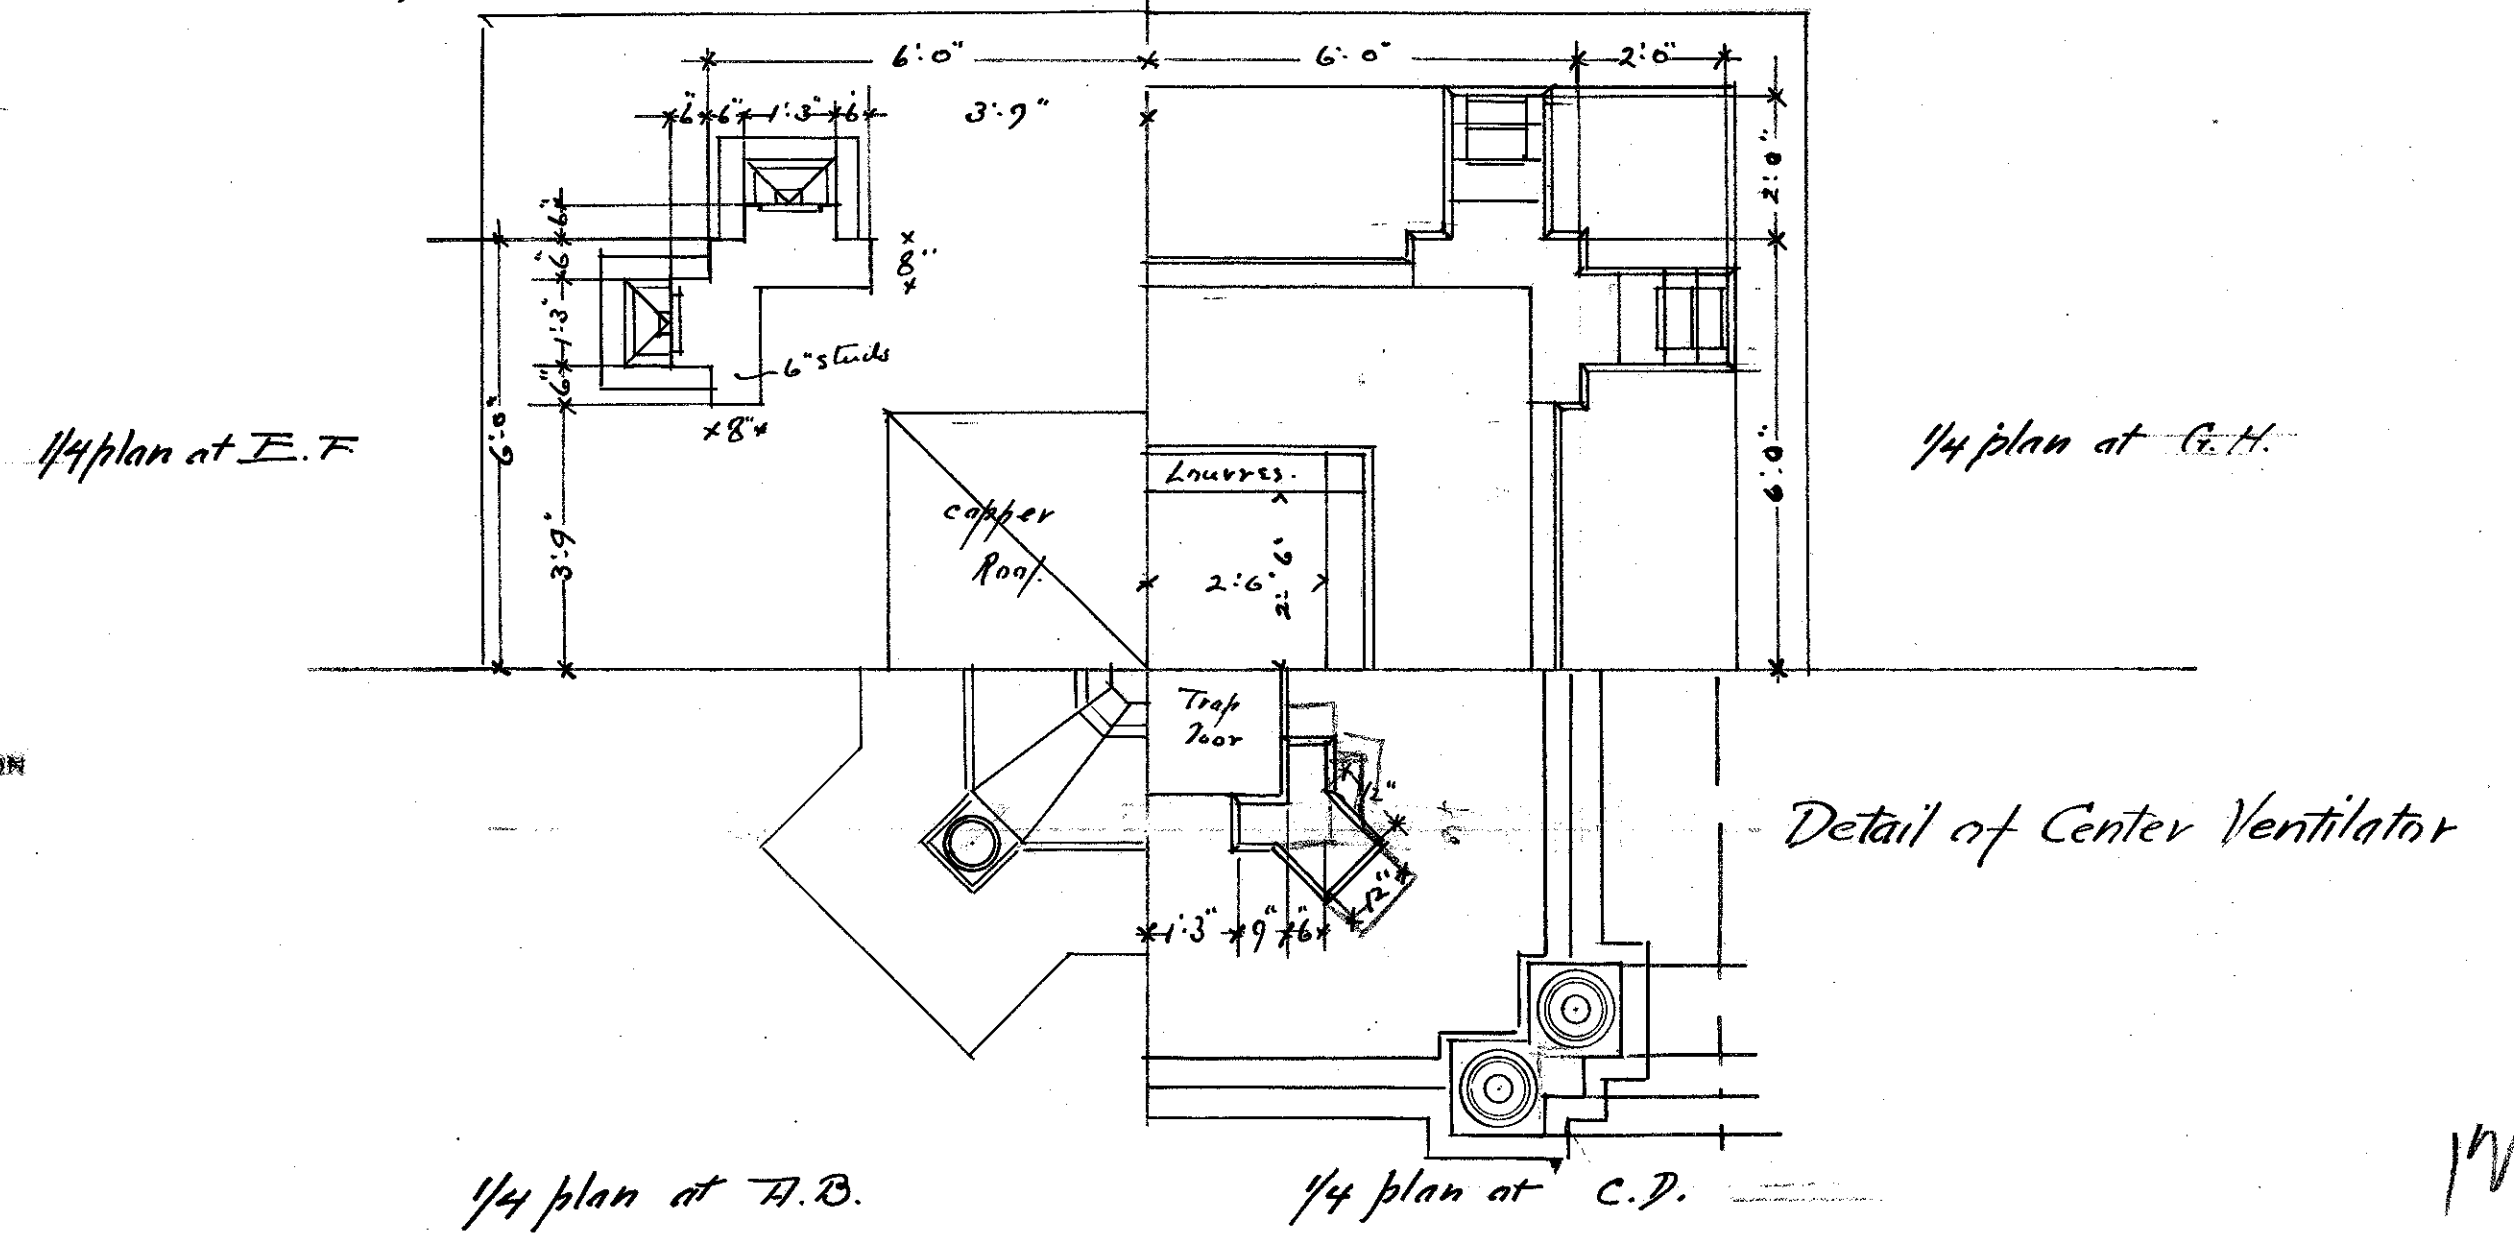 6':0" 6':0" 2':0"
6" 6" 1':3" 6" 3':9"
2':0"
6"
6"
1':3"
6"
8"
6" studs
8"
6':0"
3':9"
6':0"
1/4 plan at E.F.
1/4 plan at G.H.
Louvres.
Copper
Roof.
2':6"
2':6"
Trap
Door
12"
12"
1':3" 9" 6"
Detail of Center Ventilator
1/4 plan at A.B.
1/4 plan at C.D.